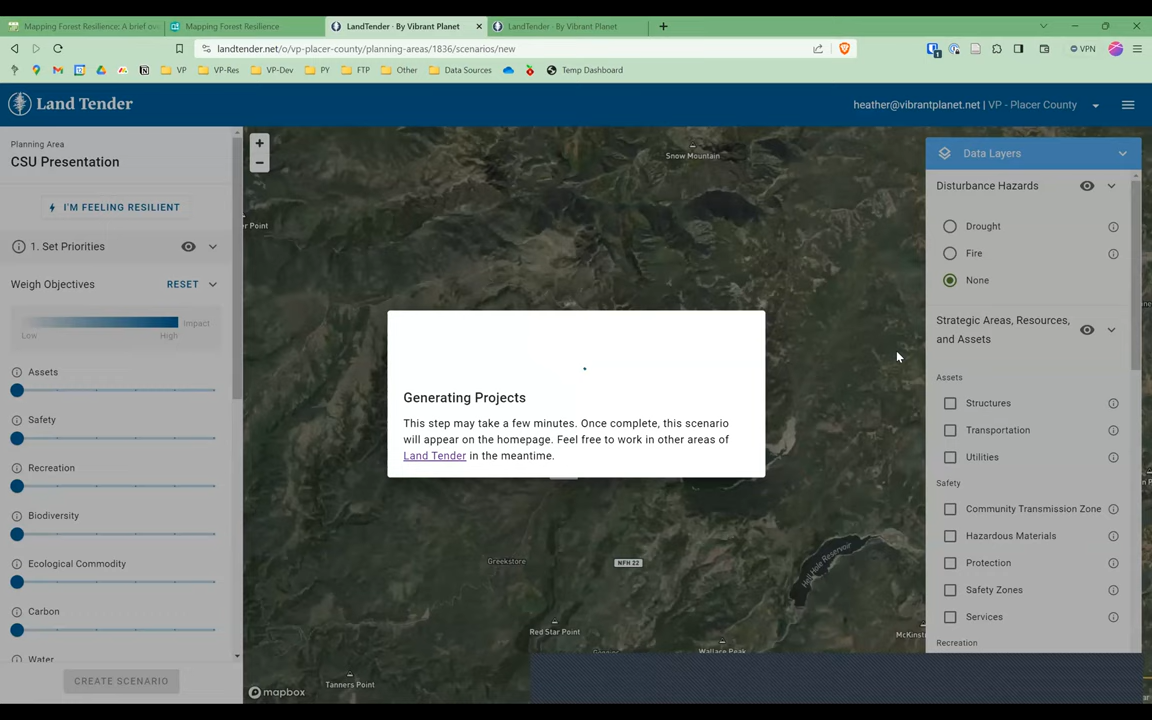 Mapping Forest Resilience: A brief ov
Mapping Forest Resilience
LandTender - By Vibrant Planet
LandTender - By Vibrant Planet
landtender.net/o/vp-placer-county/planning-areas/1836/scenarios/new
VPN
VP
VP-Res
VP-Dev
PY
FTP
Other
Data Sources
Temp Dashboard
Land Tender
heather@vibrantplanet.net | VP - Placer County
Planning Area
CSU Presentation
I'M FEELING RESILIENT
1. Set Priorities
Weigh Objectives
RESET
Impact
Low
High
Assets
Safety
Recreation
Biodiversity
Ecological Commodity
Carbon
Water
CREATE SCENARIO
+
−
Snow Mountain
er Point
Greekstore
NFH 22
Hell Hole Reservoir
Red Star Point
Wallace Peak
McKinst
Tanners Point
mapbox
Generating Projects
This step may take a few minutes. Once complete, this scenario
will appear on the homepage. Feel free to work in other areas of
Land Tender in the meantime.
Data Layers
Disturbance Hazards
Drought
Fire
None
Strategic Areas, Resources,
and Assets
Assets
Structures
Transportation
Utilities
Safety
Community Transmission Zone
Hazardous Materials
Protection
Safety Zones
Services
Recreation